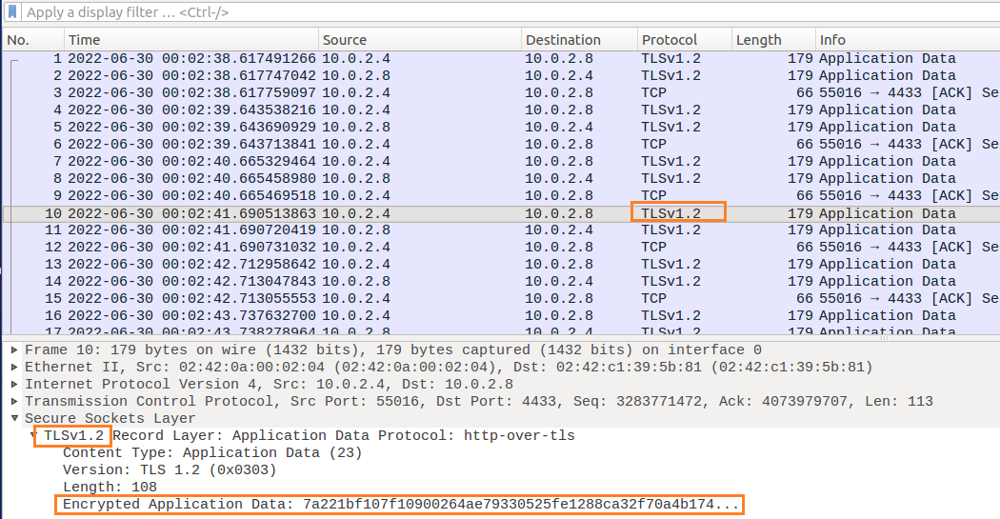 Apply a display filter … <Ctrl-/>
No. Time Source Destination Protocol Length Info
1 2022-06-30 00:02:38.617491266 10.0.2.4 10.0.2.8 TLSv1.2 179 Application Data
2 2022-06-30 00:02:38.617747042 10.0.2.8 10.0.2.4 TLSv1.2 179 Application Data
3 2022-06-30 00:02:38.617759097 10.0.2.4 10.0.2.8 TCP 66 55016 → 4433 [ACK] Se
4 2022-06-30 00:02:39.643538216 10.0.2.4 10.0.2.8 TLSv1.2 179 Application Data
5 2022-06-30 00:02:39.643690929 10.0.2.8 10.0.2.4 TLSv1.2 179 Application Data
6 2022-06-30 00:02:39.643713841 10.0.2.4 10.0.2.8 TCP 66 55016 → 4433 [ACK] Se
7 2022-06-30 00:02:40.665329464 10.0.2.4 10.0.2.8 TLSv1.2 179 Application Data
8 2022-06-30 00:02:40.665458980 10.0.2.8 10.0.2.4 TLSv1.2 179 Application Data
9 2022-06-30 00:02:40.665469518 10.0.2.4 10.0.2.8 TCP 66 55016 → 4433 [ACK] Se
10 2022-06-30 00:02:41.690513863 10.0.2.4 10.0.2.8 TLSv1.2 179 Application Data
11 2022-06-30 00:02:41.690720419 10.0.2.8 10.0.2.4 TLSv1.2 179 Application Data
12 2022-06-30 00:02:41.690731032 10.0.2.4 10.0.2.8 TCP 66 55016 → 4433 [ACK] Se
13 2022-06-30 00:02:42.712958642 10.0.2.4 10.0.2.8 TLSv1.2 179 Application Data
14 2022-06-30 00:02:42.713047843 10.0.2.8 10.0.2.4 TLSv1.2 179 Application Data
15 2022-06-30 00:02:42.713055553 10.0.2.4 10.0.2.8 TCP 66 55016 → 4433 [ACK] Se
16 2022-06-30 00:02:43.737632700 10.0.2.4 10.0.2.8 TLSv1.2 179 Application Data
17 2022-06-30 00:02:43.738278964 10.0.2.8 10.0.2.4 TLSv1.2 179 Application Data
Frame 10: 179 bytes on wire (1432 bits), 179 bytes captured (1432 bits) on interface 0
Ethernet II, Src: 02:42:0a:00:02:04 (02:42:0a:00:02:04), Dst: 02:42:c1:39:5b:81 (02:42:c1:39:5b:81)
Internet Protocol Version 4, Src: 10.0.2.4, Dst: 10.0.2.8
Transmission Control Protocol, Src Port: 55016, Dst Port: 4433, Seq: 3283771472, Ack: 4073979707, Len: 113
Secure Sockets Layer
TLSv1.2 Record Layer: Application Data Protocol: http-over-tls
Content Type: Application Data (23)
Version: TLS 1.2 (0x0303)
Length: 108
Encrypted Application Data: 7a221bf107f10900264ae79330525fe1288ca32f70a4b174...